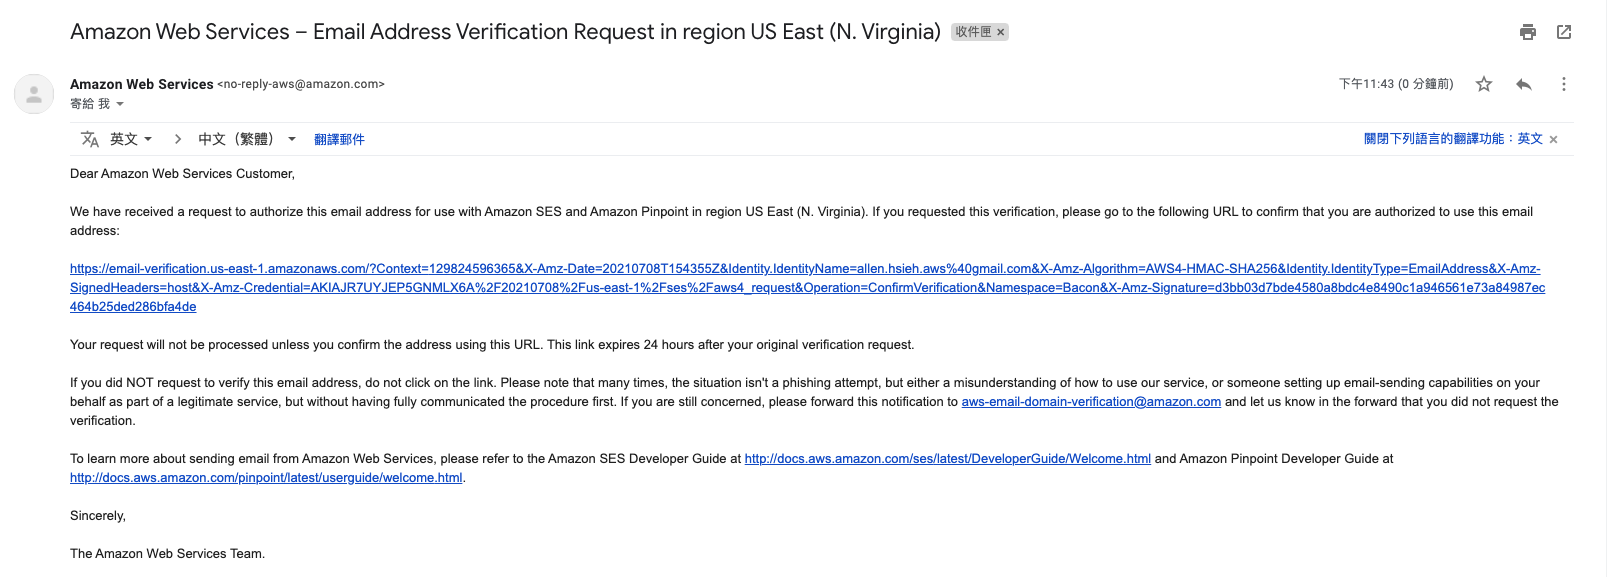 Amazon Web Services – Email Address Verification Request in region US East (N. Virginia) 收件匣 ×
Amazon Web Services <no-reply-aws@amazon.com> 下午11:43 (0 分鐘前)
寄給 我
英文 > 中文（繁體） 翻譯郵件 關閉下列語言的翻譯功能：英文 ×
Dear Amazon Web Services Customer,
We have received a request to authorize this email address for use with Amazon SES and Amazon Pinpoint in region US East (N. Virginia). If you requested this verification, please go to the following URL to confirm that you are authorized to use this email
address:
https://email-verification.us-east-1.amazonaws.com/?Context=129824596365&X-Amz-Date=20210708T154355Z&Identity.IdentityName=allen.hsieh.aws%40gmail.com&X-Amz-Algorithm=AWS4-HMAC-SHA256&Identity.IdentityType=EmailAddress&X-Amz-
SignedHeaders=host&X-Amz-Credential=AKIAJR7UYJEP5GNMLX6A%2F20210708%2Fus-east-1%2Fses%2Faws4_request&Operation=ConfirmVerification&Namespace=Bacon&X-Amz-Signature=d3bb03d7bde4580a8bdc4e8490c1a946561e73a84987ec
464b25ded286bfa4de
Your request will not be processed unless you confirm the address using this URL. This link expires 24 hours after your original verification request.
If you did NOT request to verify this email address, do not click on the link. Please note that many times, the situation isn't a phishing attempt, but either a misunderstanding of how to use our service, or someone setting up email-sending capabilities on your
behalf as part of a legitimate service, but without having fully communicated the procedure first. If you are still concerned, please forward this notification to aws-email-domain-verification@amazon.com and let us know in the forward that you did not request the
verification.
To learn more about sending email from Amazon Web Services, please refer to the Amazon SES Developer Guide at http://docs.aws.amazon.com/ses/latest/DeveloperGuide/Welcome.html and Amazon Pinpoint Developer Guide at
http://docs.aws.amazon.com/pinpoint/latest/userguide/welcome.html.
Sincerely,
The Amazon Web Services Team.